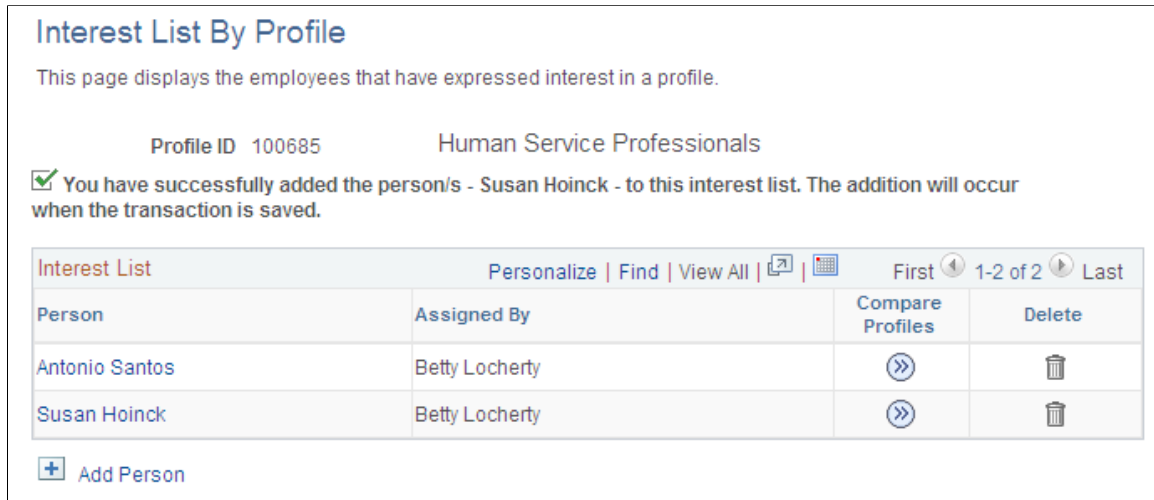 Interest List By Profile
This page displays the employees that have expressed interest in a profile.
Profile ID 100685 Human Service Professionals
You have successfully added the person/s - Susan Hoinck - to this interest list. The addition will occur
when the transaction is saved.
Interest List Personalize | Find | View All | | First 1-2 of 2 Last
Person Assigned By Compare Profiles Delete
Antonio Santos Betty Locherty
Susan Hoinck Betty Locherty
Add Person